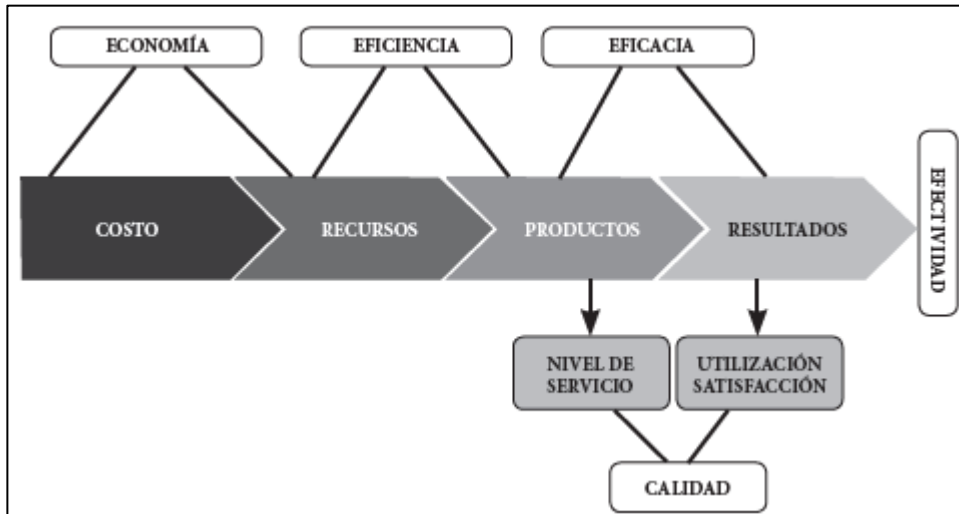 ECONOMÍA
EFICIENCIA
EFICACIA
COSTO
RECURSOS
PRODUCTOS
RESULTADOS
EFECTIVIDAD
NIVEL DE
SERVICIO
UTILIZACIÓN
SATISFACCIÓN
CALIDAD